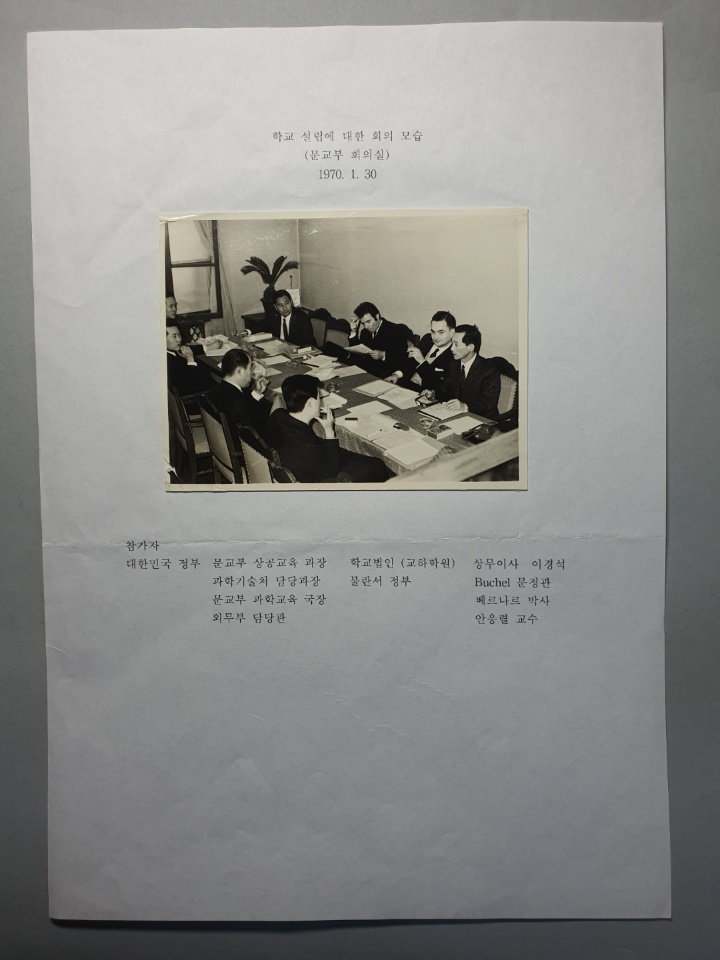 학교 설립에 대한 회의 모습
(문교부 회의실)
1970. 1. 30
참가자
대한민국 정부 문교부 상공교육 과장 학교법인 (교하학원) 상무이사 이경석
과학기술처 담당과장 불란서 정부 Buchel 문정관
문교부 과학교육 국장 베르나르 박사
외무부 담당관 안응렬 교수